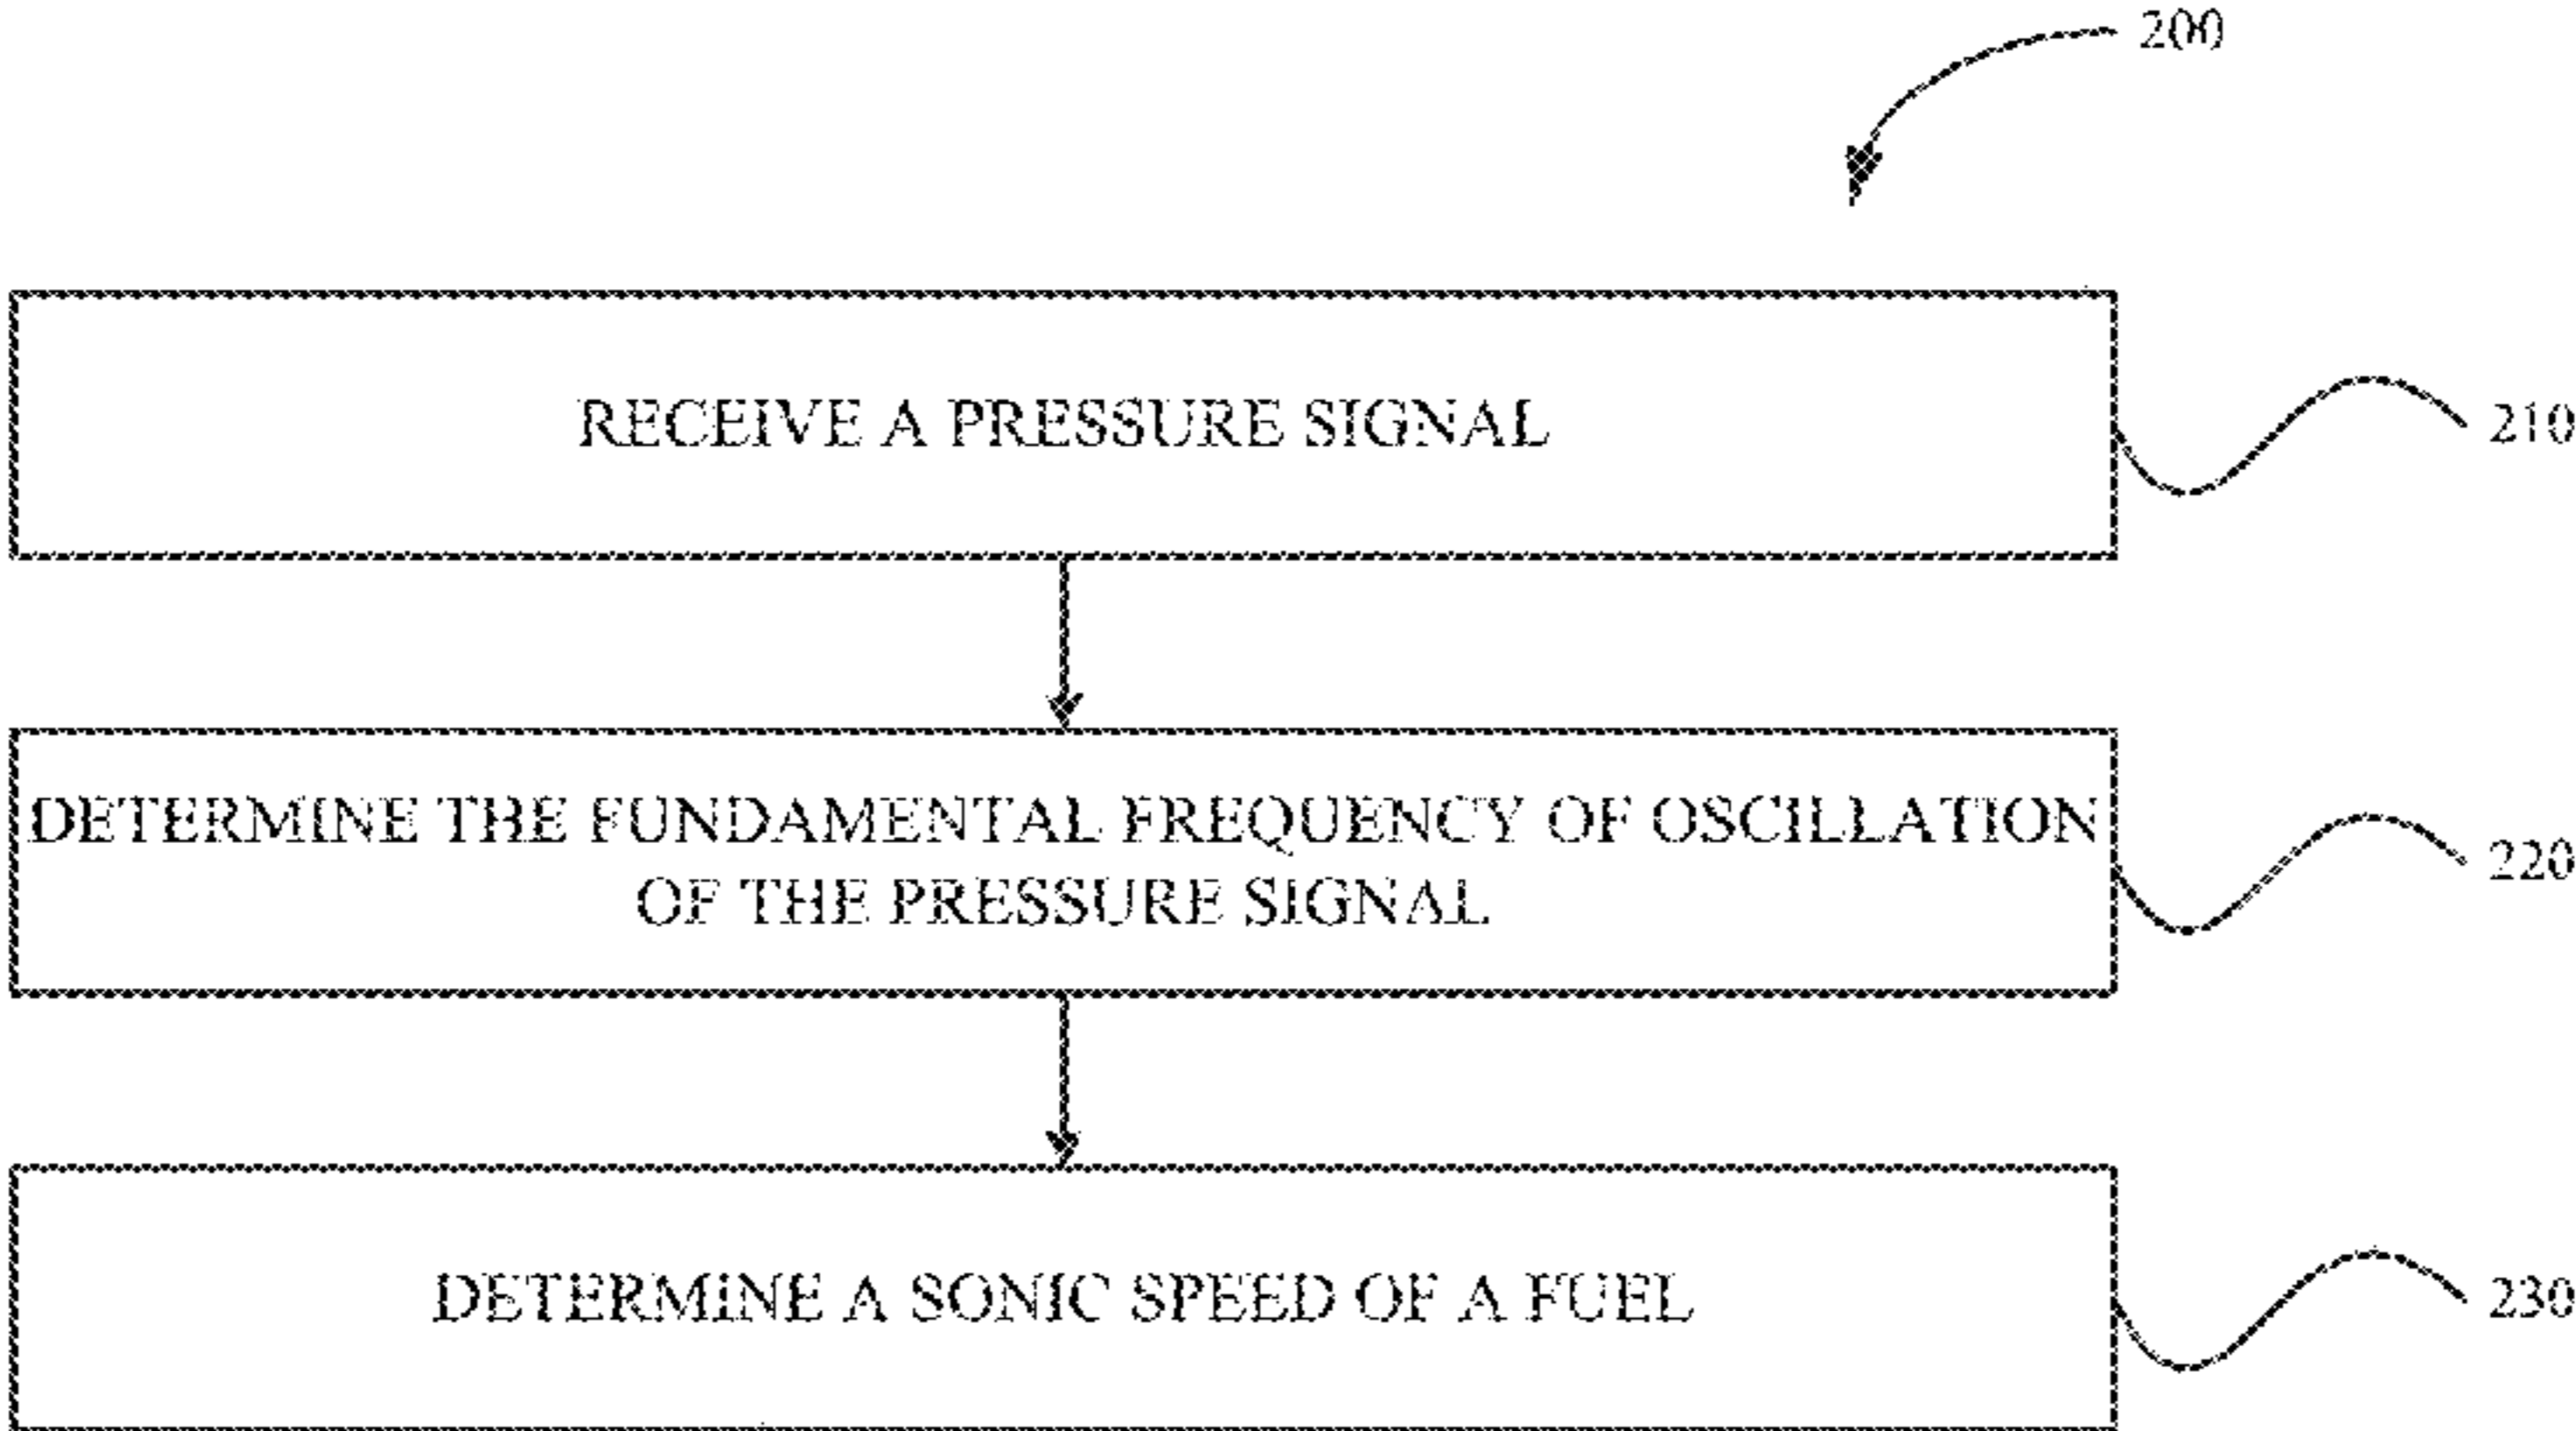 200
RECEIVE A PRESSURE SIGNAL
210
DETERMINE THE FUNDAMENTAL FREQUENCY OF OSCILLATION
OF THE PRESSURE SIGNAL
220
DETERMINE A SONIC SPEED OF A FUEL
230